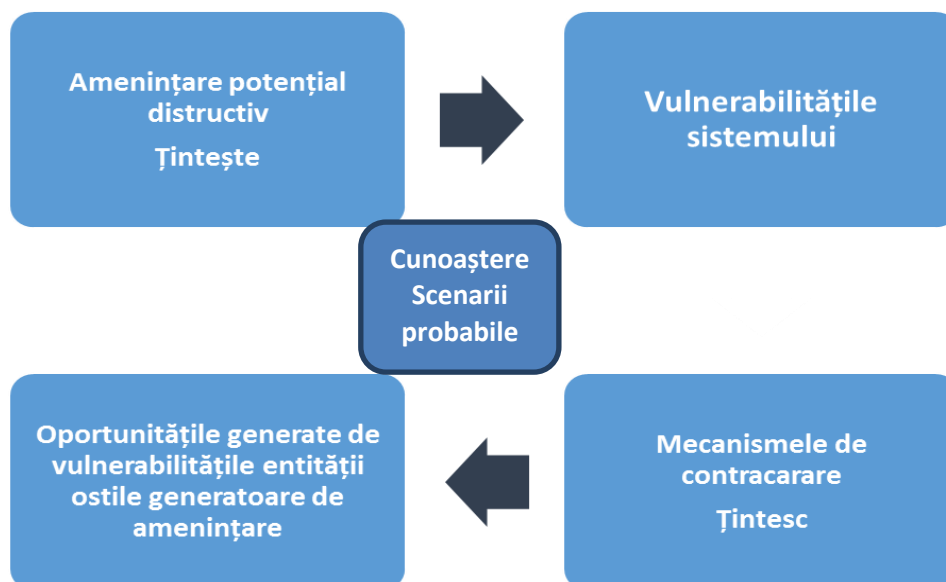 Amenințare potențial
distructiv
Țintește
Vulnerabilitățile
sistemului
Cunoaștere
Scenarii
probabile
Oportunitățile generate de
vulnerabilitățile entității
ostile generatoare de
amenințare
Mecanismele de
contracarare
Țintesc